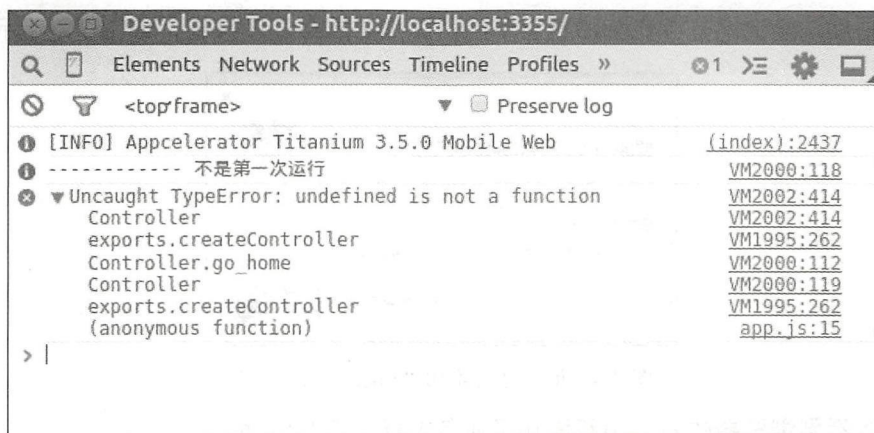 Developer Tools - http://localhost:3355/
Elements Network Sources Timeline Profiles » 1
<top frame> ▼ Preserve log
[INFO] Appcelerator Titanium 3.5.0 Mobile Web (index):2437
------------ 不是第一次运行 VM2000:118
▼Uncaught TypeError: undefined is not a function VM2002:414
Controller VM2002:414
exports.createController VM1995:262
Controller.go_home VM2000:112
Controller VM2000:119
exports.createController VM1995:262
(anonymous function) app.js:15
>